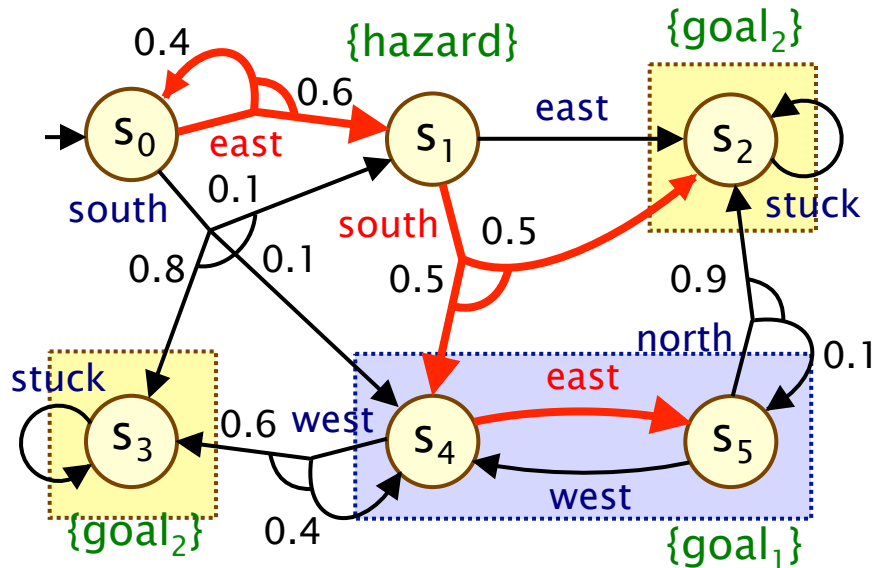 0.4
{hazard}
{goal₂}
0.6
s₀
east
s₁
east
s₂
south
0.1
stuck
south
0.5
0.8
0.1
0.5
0.9
north
0.1
stuck
east
s₃
0.6
west
s₄
s₅
west
0.4
{goal₂}
{goal₁}